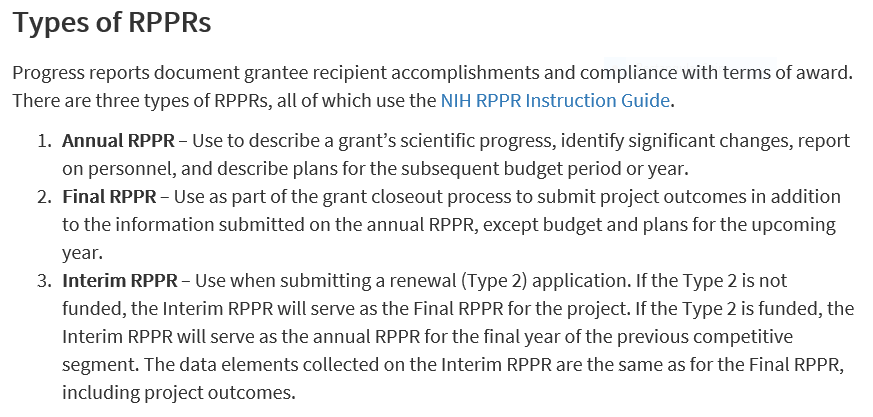 Types of RPPRs
Progress reports document grantee recipient accomplishments and compliance with terms of award.
There are three types of RPPRs, all of which use the NIH RPPR Instruction Guide.
1. Annual RPPR – Use to describe a grant's scientific progress, identify significant changes, report
on personnel, and describe plans for the subsequent budget period or year.
2. Final RPPR – Use as part of the grant closeout process to submit project outcomes in addition
to the information submitted on the annual RPPR, except budget and plans for the upcoming
year.
3. Interim RPPR – Use when submitting a renewal (Type 2) application. If the Type 2 is not
funded, the Interim RPPR will serve as the Final RPPR for the project. If the Type 2 is funded, the
Interim RPPR will serve as the annual RPPR for the final year of the previous competitive
segment. The data elements collected on the Interim RPPR are the same as for the Final RPPR,
including project outcomes.